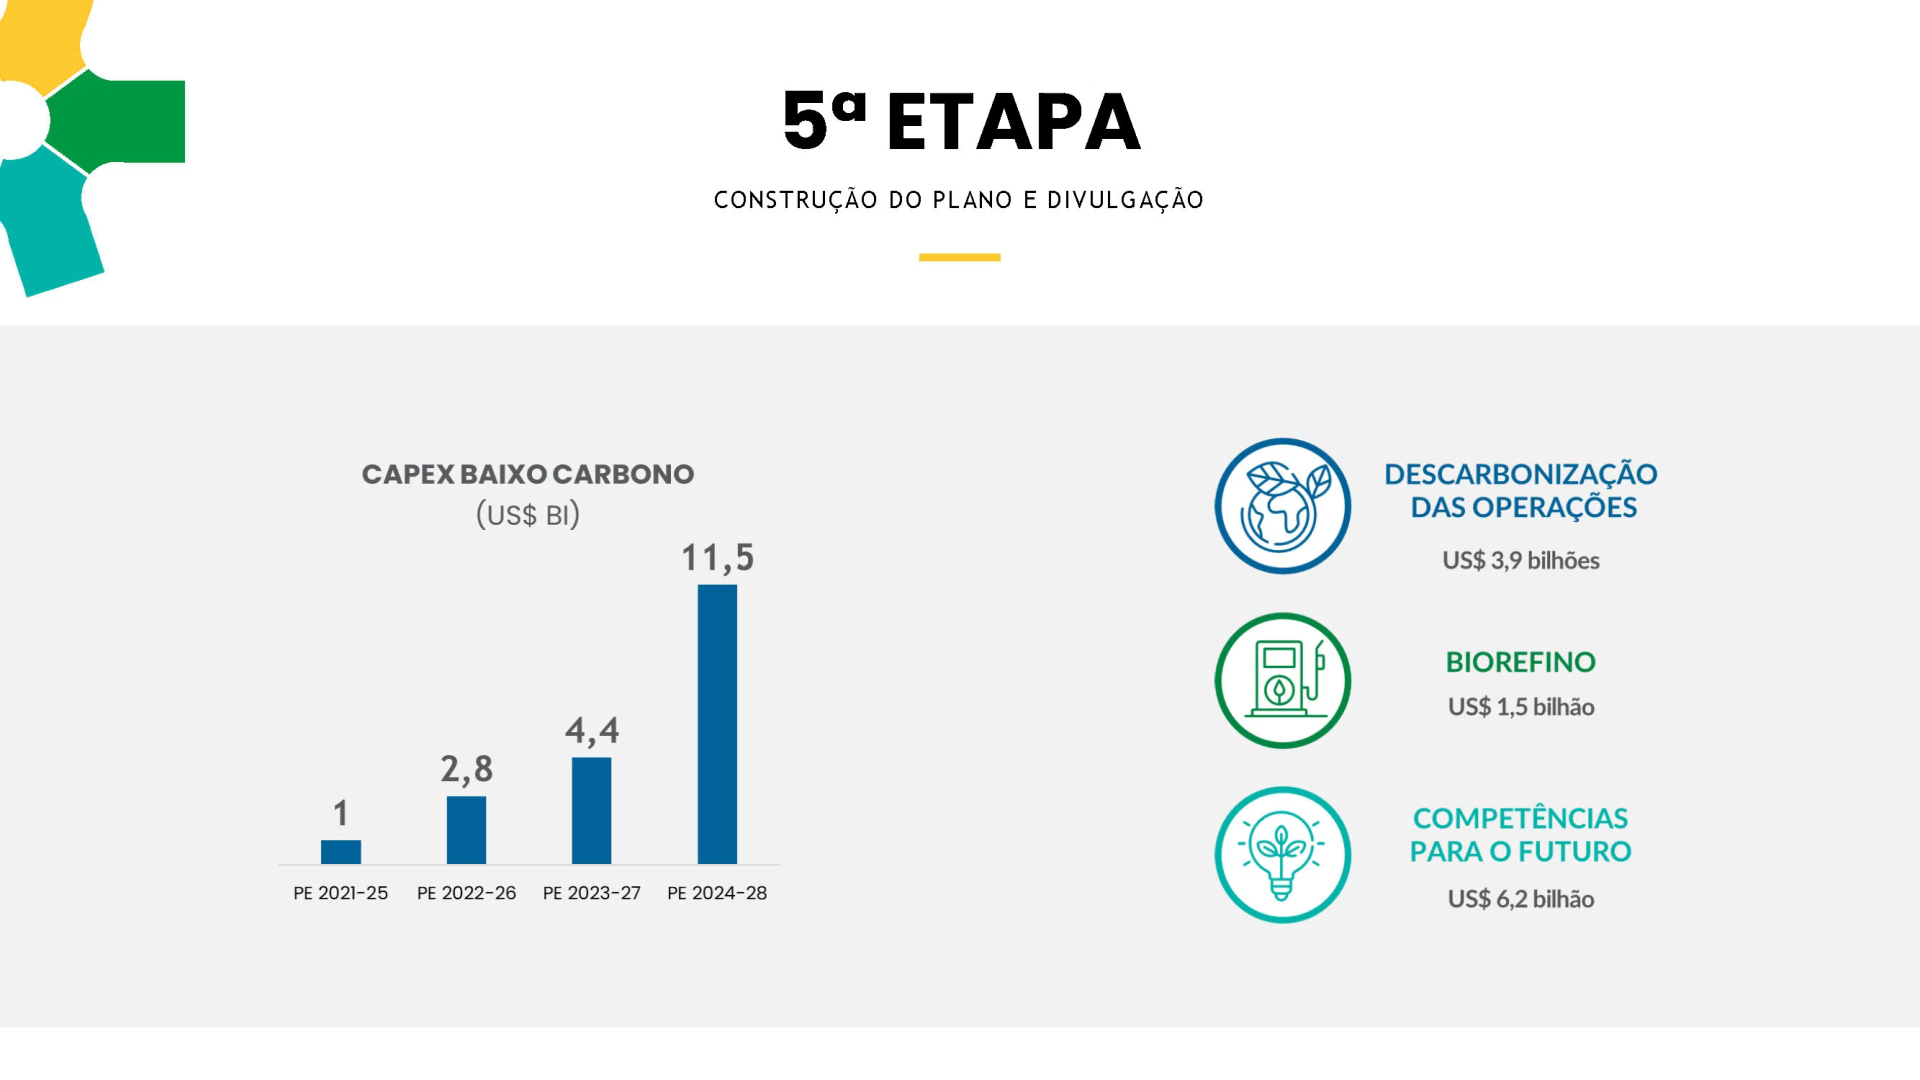 5ª ETAPA
CONSTRUÇÃO DO PLANO E DIVULGAÇÃO
CAPEX BAIXO CARBONO
(US$ BI)
1
2,8
4,4
11,5
PE 2021-25
PE 2022-26
PE 2023-27
PE 2024-28
DESCARBONIZAÇÃO
DAS OPERAÇÕES
US$ 3,9 bilhões
BIOREFINO
US$ 1,5 bilhão
COMPETÊNCIAS
PARA O FUTURO
US$ 6,2 bilhão